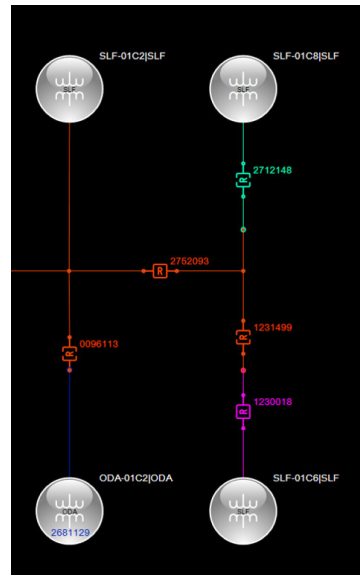 SLF-01C2|SLF
SLF-01C8|SLF
SLF
SLF
2712148
R
2752093
R
0096113
R
1231499
R
1230018
R
ODA-01C2|ODA
SLF-01C6|SLF
ODA
SLF
2681129